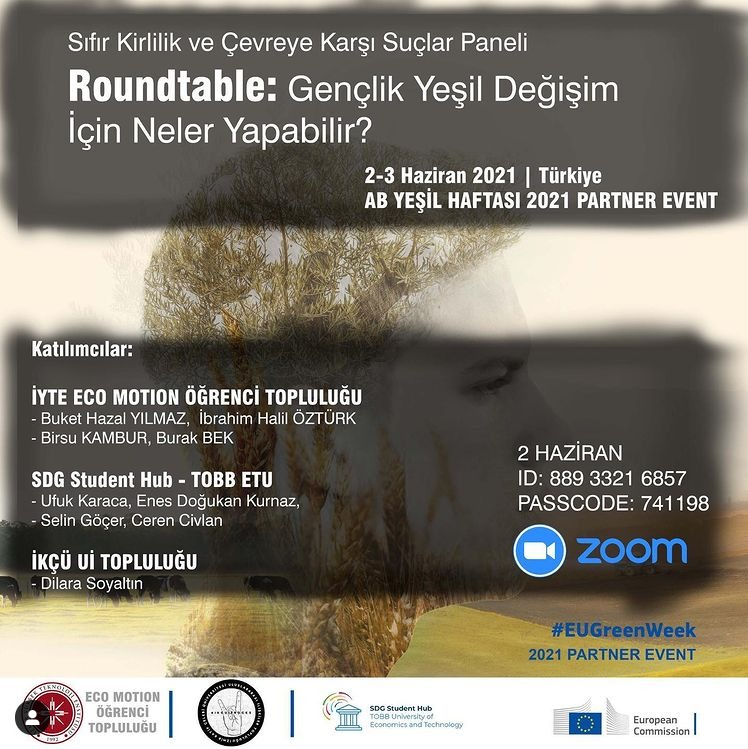 Sıfır Kirlilik ve Çevreye Karşı Suçlar Paneli
Roundtable: Gençlik Yeşil Değişim
İçin Neler Yapabilir?
2-3 Haziran 2021 | Türkiye
AB YEŞİL HAFTASI 2021 PARTNER EVENT
Katılımcılar:
İYTE ECO MOTION ÖĞRENCİ TOPLULUĞU
- Buket Hazal YILMAZ, İbrahim Halil ÖZTÜRK
- Birsu KAMBUR, Burak BEK
SDG Student Hub - TOBB ETU
- Ufuk Karaca, Enes Doğukan Kurnaz,
- Selin Göçer, Ceren Civlan
İKÇÜ Uİ TOPLULUĞU
- Dilara Soyaltın
2 HAZİRAN
ID: 889 3321 6857
PASSCODE: 741198
zoom
#EUGreenWeek
2021 PARTNER EVENT
1992
ECO MOTION
ÖĞRENCİ
TOPLULUĞU
SDG Student Hub
TOBB University of
Economics and Technology
European
Commission